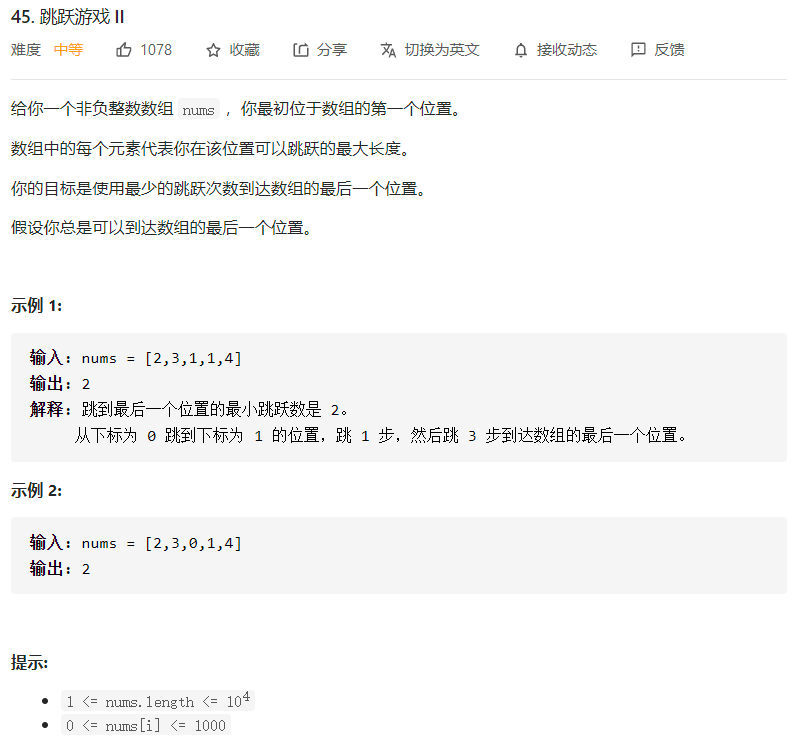 45. 跳跃游戏 II
难度 中等 1078 收藏 分享 切换为英文 接收动态 反馈
给你一个非负整数数组 nums ，你最初位于数组的第一个位置。
数组中的每个元素代表你在该位置可以跳跃的最大长度。
你的目标是使用最少的跳跃次数到达数组的最后一个位置。
假设你总是可以到达数组的最后一个位置。
示例 1:
输入: nums = [2,3,1,1,4]
输出: 2
解释: 跳到最后一个位置的最小跳跃数是 2。
从下标为 0 跳到下标为 1 的位置，跳 1 步，然后跳 3 步到达数组的最后一个位置。
示例 2:
输入: nums = [2,3,0,1,4]
输出: 2
提示:
• 1 <= nums.length <= 10⁴
• 0 <= nums[i] <= 1000